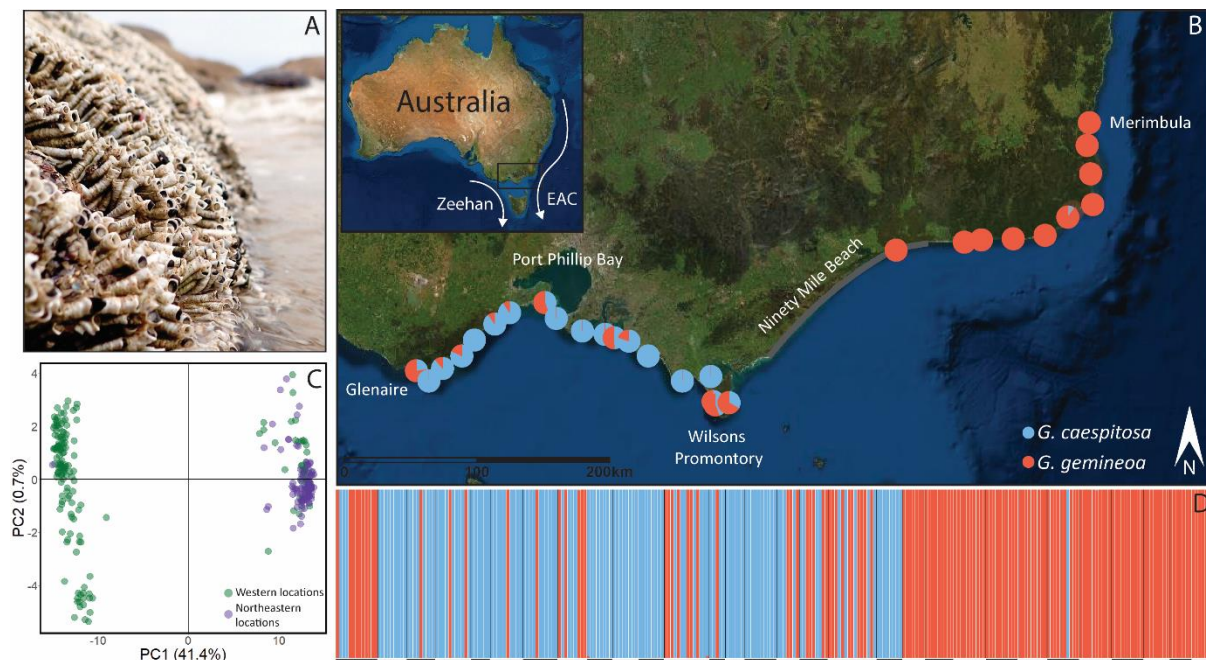 A
B
Australia
Zeehan
EAC
Merimbula
Port Phillip Bay
Ninety Mile Beach
Glenaire
Wilsons
Promontory
G. caespitosa
G. gemineoa
N
0
100
200km
C
4
2
0
-2
-4
PC2 (0.7%)
Western locations
Northeastern
locations
-10
0
10
PC1 (41.4%)
D